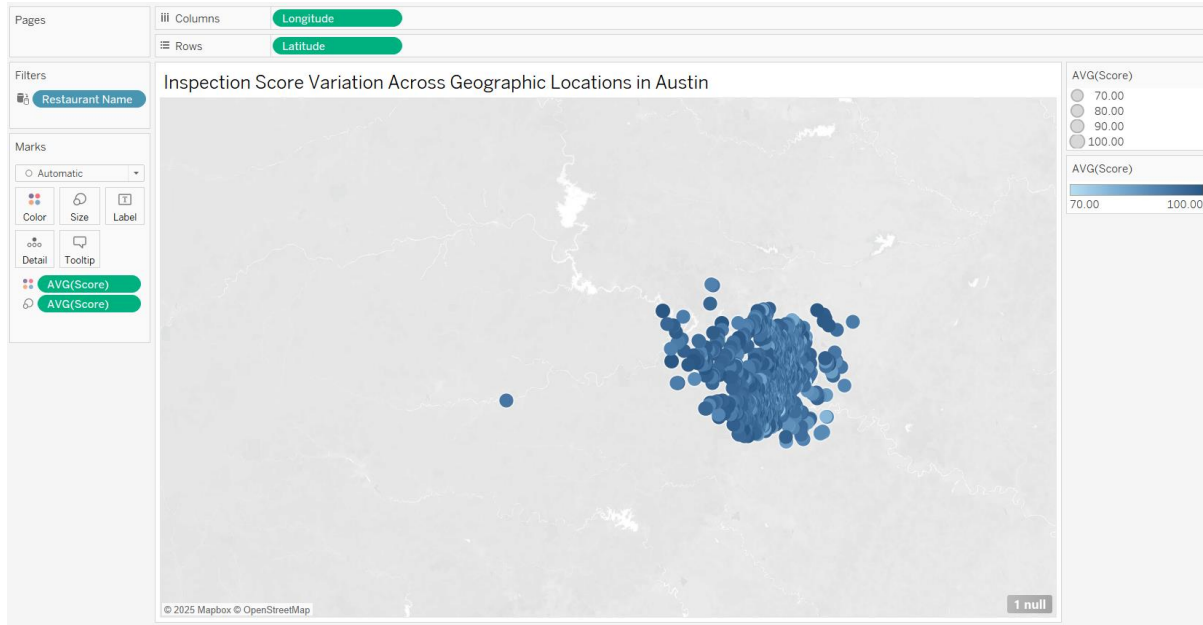 Pages
Columns
Longitude
Rows
Latitude
Filters
Restaurant Name
Marks
Automatic
Color
Size
Label
Detail
Tooltip
AVG(Score)
AVG(Score)
Inspection Score Variation Across Geographic Locations in Austin
© 2025 Mapbox © OpenStreetMap
1 null
AVG(Score)
70.00
80.00
90.00
100.00
AVG(Score)
70.00 100.00